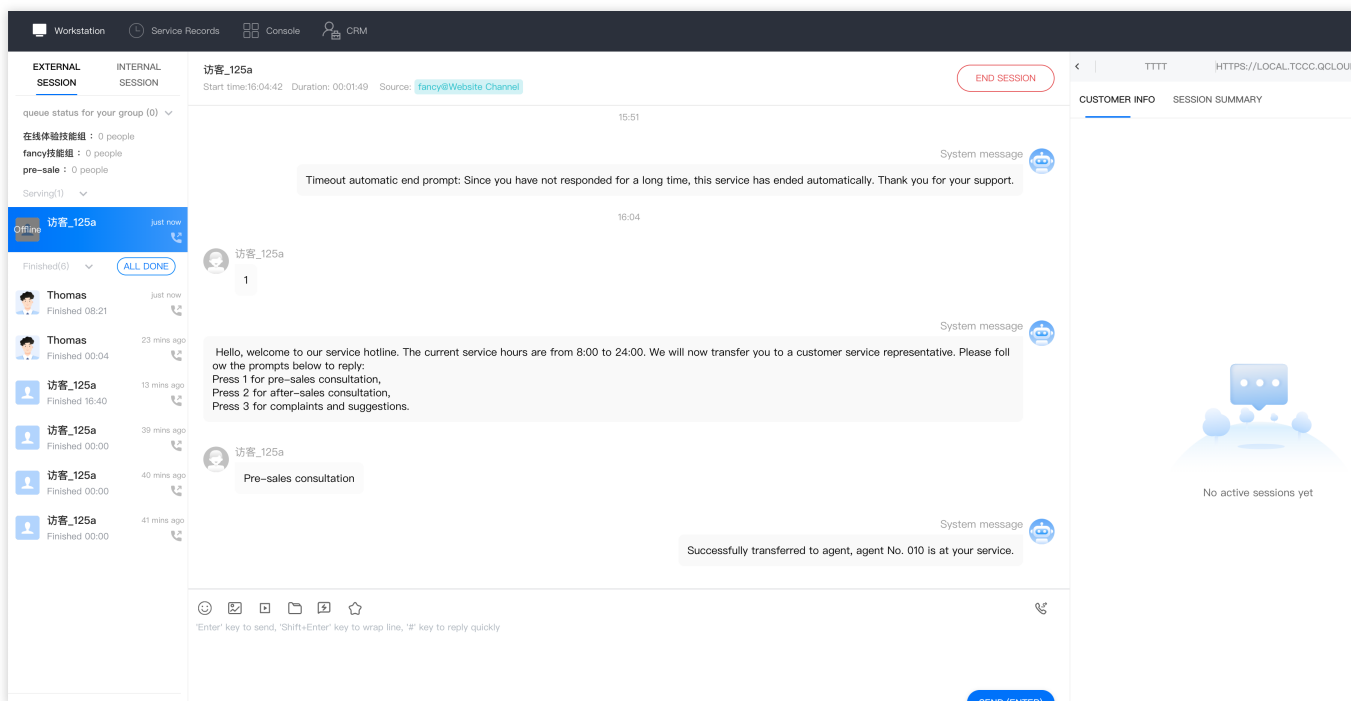 Workstation
Service Records
Console
CRM
EXTERNAL SESSION
INTERNAL SESSION
queue status for your group (0)
在线体验技能组： 0 people
fancy技能组： 0 people
pre-sale： 0 people
Serving(1)
Offline
访客_125a
just now
Finished(6)
ALL DONE
Thomas
just now
Finished 08:21
Thomas
23 mins ago
Finished 00:04
访客_125a
13 mins ago
Finished 16:40
访客_125a
39 mins ago
Finished 00:00
访客_125a
40 mins ago
Finished 00:00
访客_125a
41 mins ago
Finished 00:00
访客_125a
Start time:16:04:42 Duration: 00:01:49 Source: fancy@Website Channel
END SESSION
15:51
System message
Timeout automatic end prompt: Since you have not responded for a long time, this service has ended automatically. Thank you for your support.
16:04
访客_125a
1
System message
Hello, welcome to our service hotline. The current service hours are from 8:00 to 24:00. We will now transfer you to a customer service representative. Please foll
ow the prompts below to reply:
Press 1 for pre-sales consultation,
Press 2 for after-sales consultation,
Press 3 for complaints and suggestions.
访客_125a
Pre-sales consultation
System message
Successfully transferred to agent, agent No. 010 is at your service.
'Enter' key to send, 'Shift+Enter' key to wrap line, '#' key to reply quickly
SEND (ENTER)
TTTT
HTTPS://LOCAL.TCCC.QCLOU
CUSTOMER INFO
SESSION SUMMARY
No active sessions yet